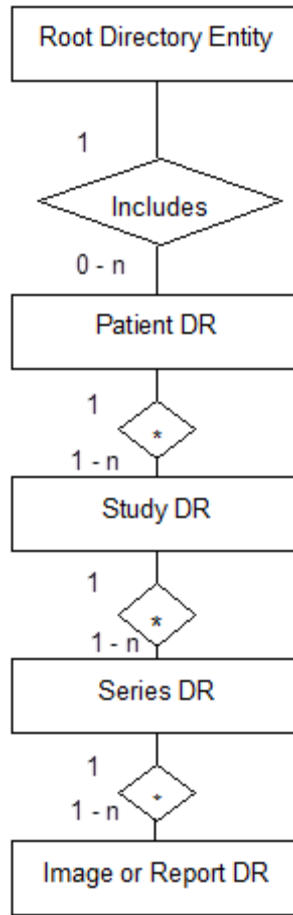 Root Directory Entity
1
Includes
0 - n
Patient DR
1
*
1 - n
Study DR
1
*
1 - n
Series DR
1
*
1 - n
Image or Report DR